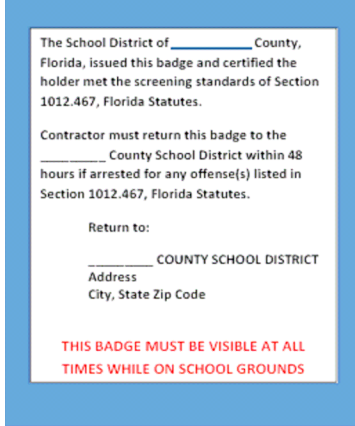 The School District of ____________ County,
Florida, issued this badge and certified the
holder met the screening standards of Section
1012.467, Florida Statutes.
Contractor must return this badge to the
_________ County School District within 48
hours if arrested for any offense(s) listed in
Section 1012.467, Florida Statutes.
Return to:
_________ COUNTY SCHOOL DISTRICT
Address
City, State Zip Code
THIS BADGE MUST BE VISIBLE AT ALL
TIMES WHILE ON SCHOOL GROUNDS